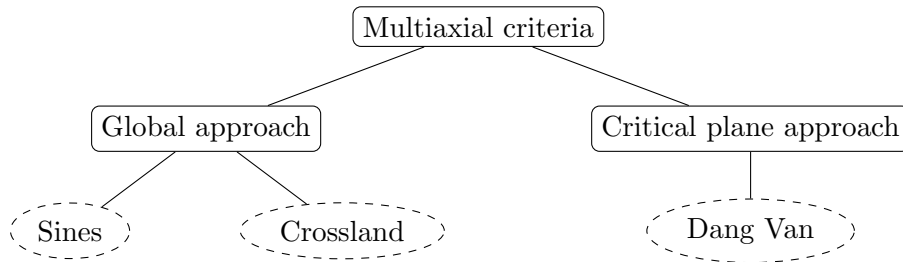 Multiaxial criteria
Global approach
Critical plane approach
Sines
Crossland
Dang Van